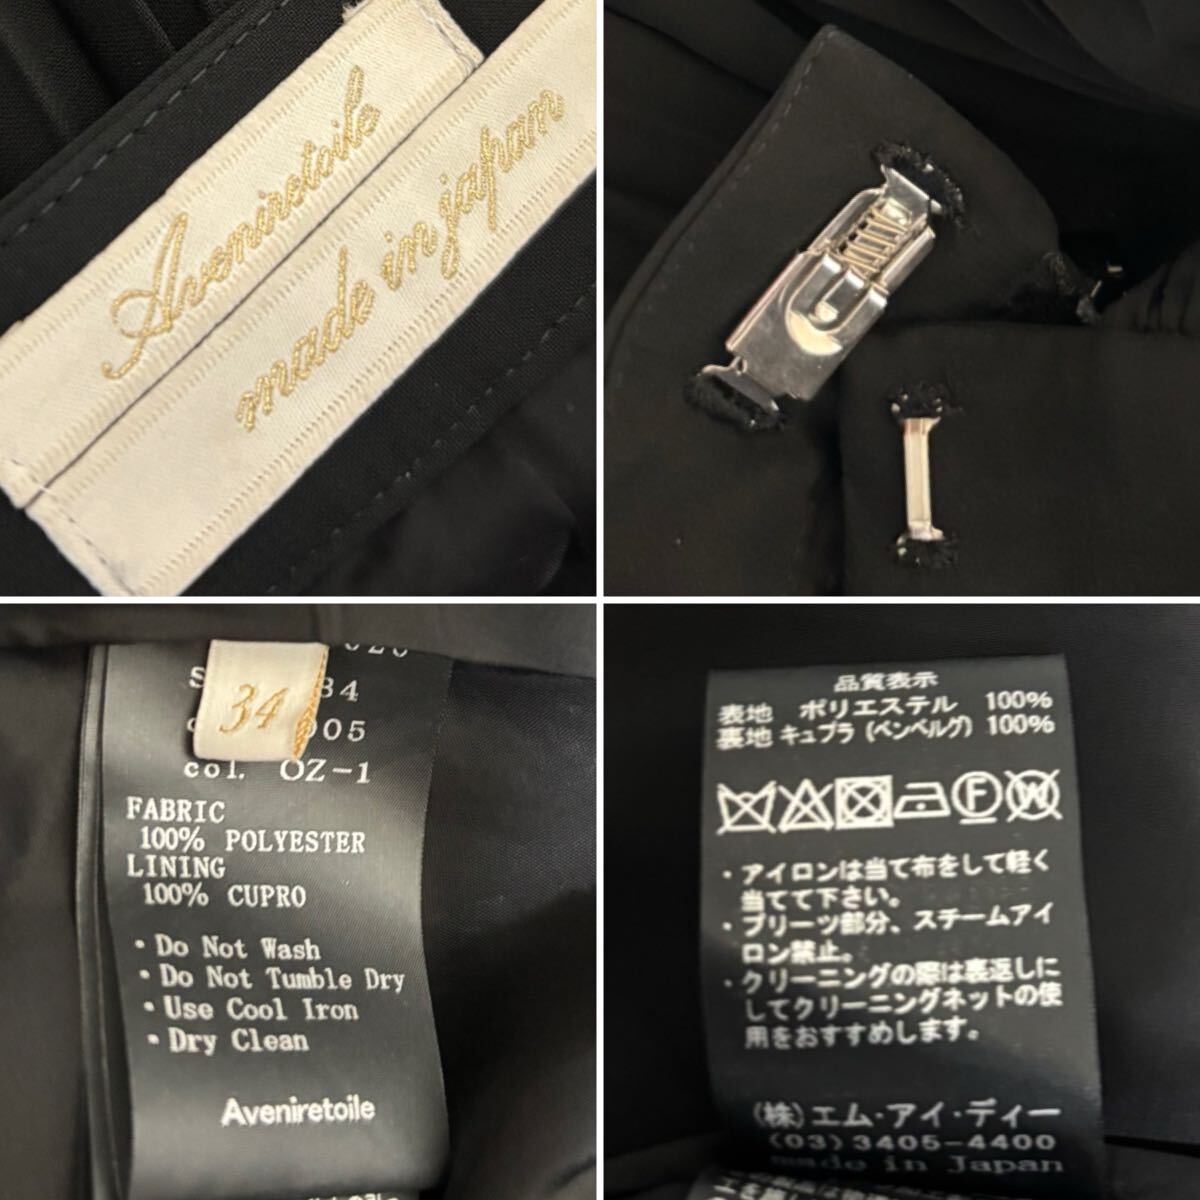 Aveniretoile
made in japan
34
34
005
col. OZ-1
FABRIC
100% POLYESTER
LINING
100% CUPRO
・Do Not Wash
・Do Not Tumble Dry
・Use Cool Iron
・Dry Clean
Aveniretoile
品質表示
表地 ポリエステル 100%
裏地 キュプラ (ベンベルグ) 100%
F W
・アイロンは当て布をして軽く
当てて下さい。
・プリーツ部分、スチームアイ
ロン禁止。
・クリーニングの際は裏返しに
してクリーニングネットの使
用をおすすめします。
(株)エム・アイ・ディー
(03)3405-4400
made in Japan